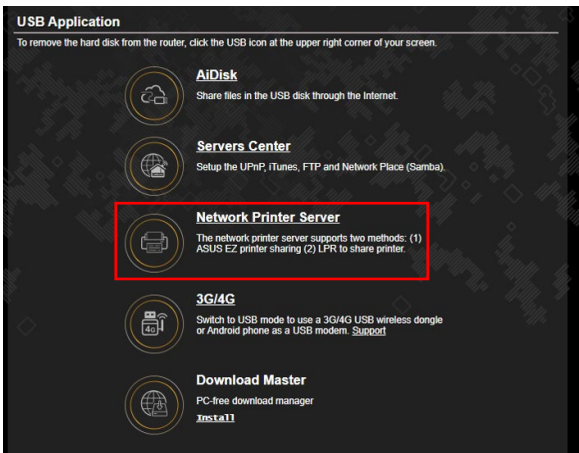 USB Application
To remove the hard disk from the router, click the USB icon at the upper right corner of your screen.
AiDisk
Share files in the USB disk through the Internet.
Servers Center
Setup the UPnP, iTunes, FTP and Network Place (Samba).
Network Printer Server
The network printer server supports two methods: (1)
ASUS EZ printer sharing (2) LPR to share printer.
3G/4G
4G
Switch to USB mode to use a 3G/4G USB wireless dongle
or Android phone as a USB modem. Support
Download Master
PC-free download manager
Install